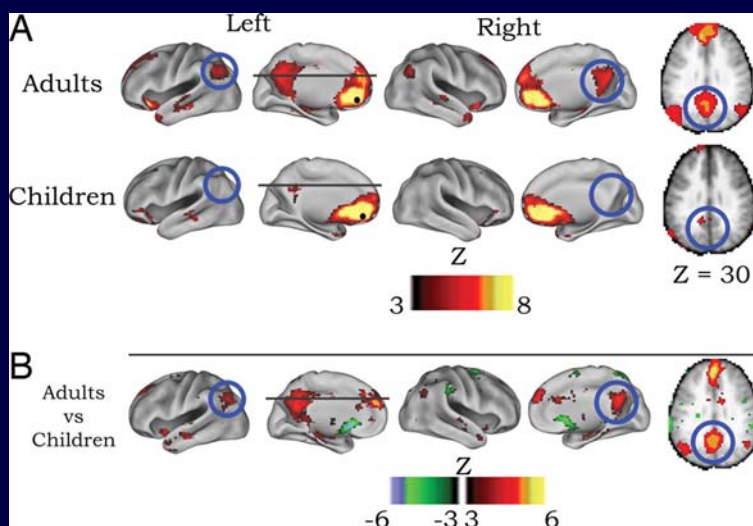 A
Left
Right
Adults
Children
Z
3
8
Z = 30
B
Adults
vs
Children
Z
-6
-3
3
6